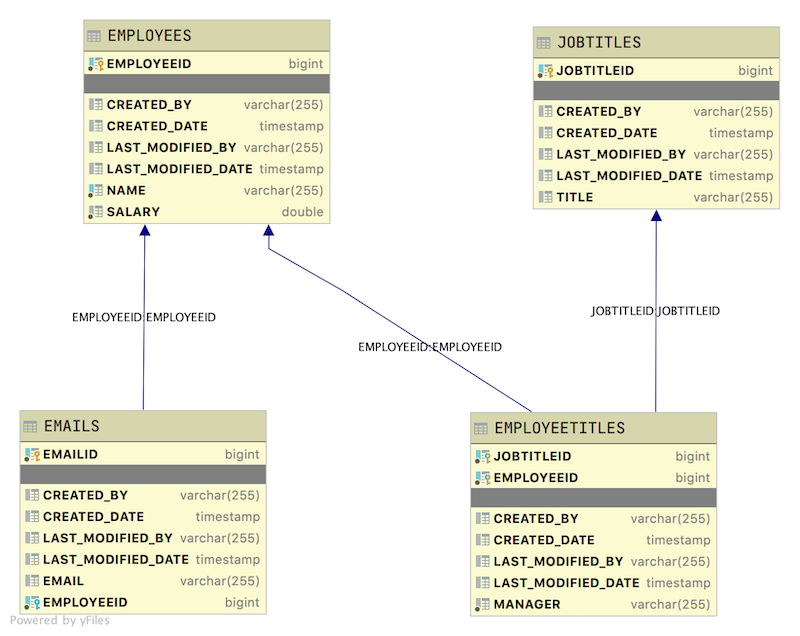 EMPLOYEES
EMPLOYEEID bigint
CREATED_BY varchar(255)
CREATED_DATE timestamp
LAST_MODIFIED_BY varchar(255)
LAST_MODIFIED_DATE timestamp
NAME varchar(255)
SALARY double
JOBTITLES
JOBTITLEID bigint
CREATED_BY varchar(255)
CREATED_DATE timestamp
LAST_MODIFIED_BY varchar(255)
LAST_MODIFIED_DATE timestamp
TITLE varchar(255)
EMPLOYEEID:EMPLOYEEID
EMPLOYEEID:EMPLOYEEID
JOBTITLEID:JOBTITLEID
EMAILS
EMAILID bigint
CREATED_BY varchar(255)
CREATED_DATE timestamp
LAST_MODIFIED_BY varchar(255)
LAST_MODIFIED_DATE timestamp
EMAIL varchar(255)
EMPLOYEEID bigint
EMPLOYEETITLES
JOBTITLEID bigint
EMPLOYEEID bigint
CREATED_BY varchar(255)
CREATED_DATE timestamp
LAST_MODIFIED_BY varchar(255)
LAST_MODIFIED_DATE timestamp
MANAGER varchar(255)
Powered by yFiles